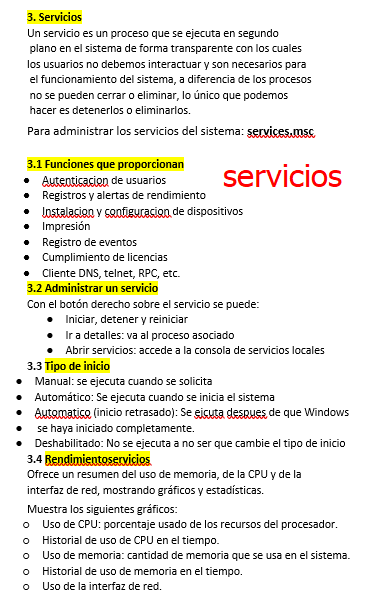 3. Servicios
Un servicio es un proceso que se ejecuta en segundo
plano en el sistema de forma transparente con los cuales
los usuarios no debemos interactuar y son necesarios para
el funcionamiento del sistema, a diferencia de los procesos
no se pueden cerrar o eliminar, lo único que podemos
hacer es detenerlos o eliminarlos.
Para administrar los servicios del sistema: services.msc
3.1 Funciones que proporcionan
servicios
● Autenticacion de usuarios
● Registros y alertas de rendimiento
● Instalacion y configuracion de dispositivos
● Impresión
● Registro de eventos
● Cumplimiento de licencias
● Cliente DNS, telnet, RPC, etc.
3.2 Administrar un servicio
Con el botón derecho sobre el servicio se puede:
● Iniciar, detener y reiniciar
● Ir a detalles: va al proceso asociado
● Abrir servicios: accede a la consola de servicios locales
3.3 Tipo de inicio
● Manual: se ejecuta cuando se solicita
● Automático: Se ejecuta cuando se inicia el sistema
● Automatico (inicio retrasado): Se ejcuta despues de que Windows
● se haya iniciado completamente.
● Deshabilitado: No se ejecuta a no ser que cambie el tipo de inicio
3.4 Rendimientoservicios
Ofrece un resumen del uso de memoria, de la CPU y de la
interfaz de red, mostrando gráficos y estadísticas.
Muestra los siguientes gráficos:
o Uso de CPU: porcentaje usado de los recursos del procesador.
o Historial de uso de CPU en el tiempo.
o Uso de memoria: cantidad de memoria que se usa en el sistema.
o Historial de uso de memoria en el tiempo.
o Uso de la interfaz de red.